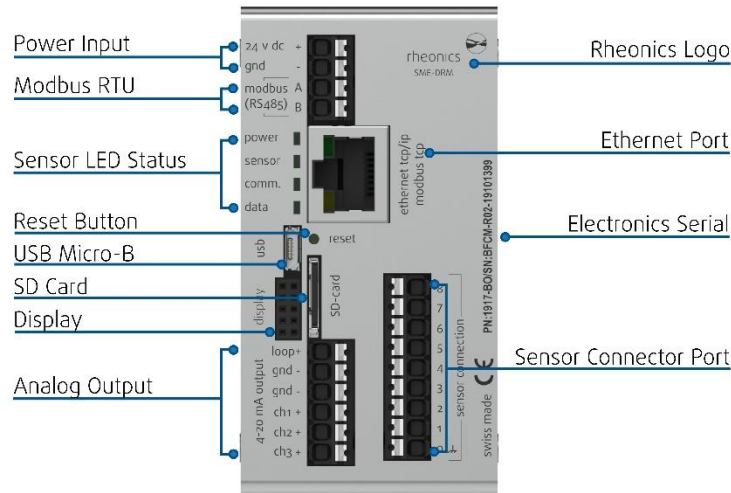 Power Input
Modbus RTU
Sensor LED Status
Reset Button
USB Micro-B
SD Card
Display
Analog Output
24 v dc +
gnd -
modbus A
(RS485) B
power
sensor
comm.
data
usb
reset
display
SD-card
loop+
gnd -
gnd -
ch1 +
ch2 +
ch3 +
4-20 mA output
rheonics
SME-DRM
ethernet tcp/ip
modbus tcp
8
7
6
5
4
3
2
1
0
sensor connection
swiss made CE
PN:1917-BO/SN:BFCM-R02-19101399
Rheonics Logo
Ethernet Port
Electronics Serial
Sensor Connector Port